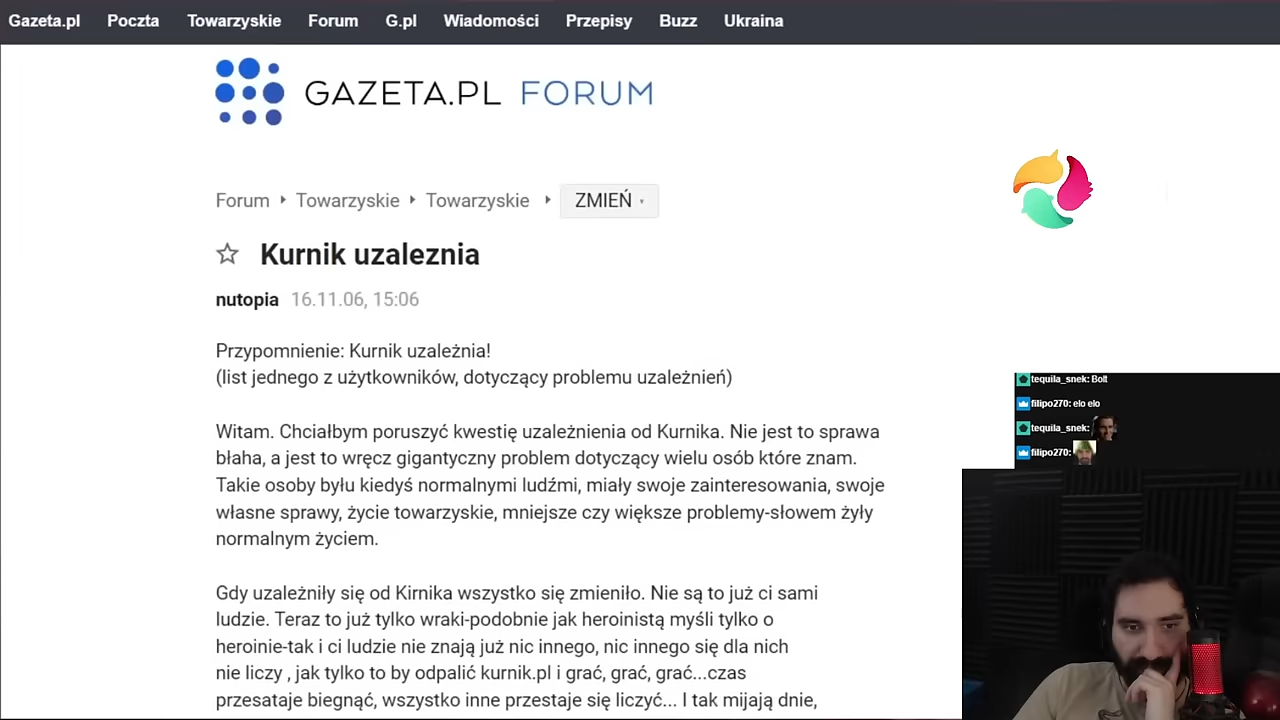 Gazeta.pl Poczta Towarzyskie Forum G.pl Wiadomości Przepisy Buzz Ukraina
GAZETA.PL FORUM
Forum Towarzyskie Towarzyskie ZMIEŃ
Kurnik uzaleznia
nutopia 16.11.06, 15:06
Przypomnienie: Kurnik uzależnia!
(list jednego z użytkowników, dotyczący problemu uzależnień)
Witam. Chciałbym poruszyć kwestię uzależnienia od Kurnika. Nie jest to sprawa
błaha, a jest to wręcz gigantyczny problem dotyczący wielu osób które znam.
Takie osoby byłu kiedyś normalnymi ludźmi, miały swoje zainteresowania, swoje
własne sprawy, życie towarzyskie, mniejsze czy większe problemy-słowem żyły
normalnym życiem.
Gdy uzależniły się od Kirnika wszystko się zmieniło. Nie są to już ci sami
ludzie. Teraz to już tylko wraki-podobnie jak heroinistą myśli tylko o
heroinie-tak i ci ludzie nie znają już nic innego, nic innego się dla nich
nie liczy , jak tylko to by odpalić kurnik.pl i grać, grać, grać...czas
przesataje biegnąć, wszystko inne przestaje się liczyć... I tak mijają dnie,
tequila_snek: Bolt
filipo270: elo elo
tequila_snek:
filipo270: